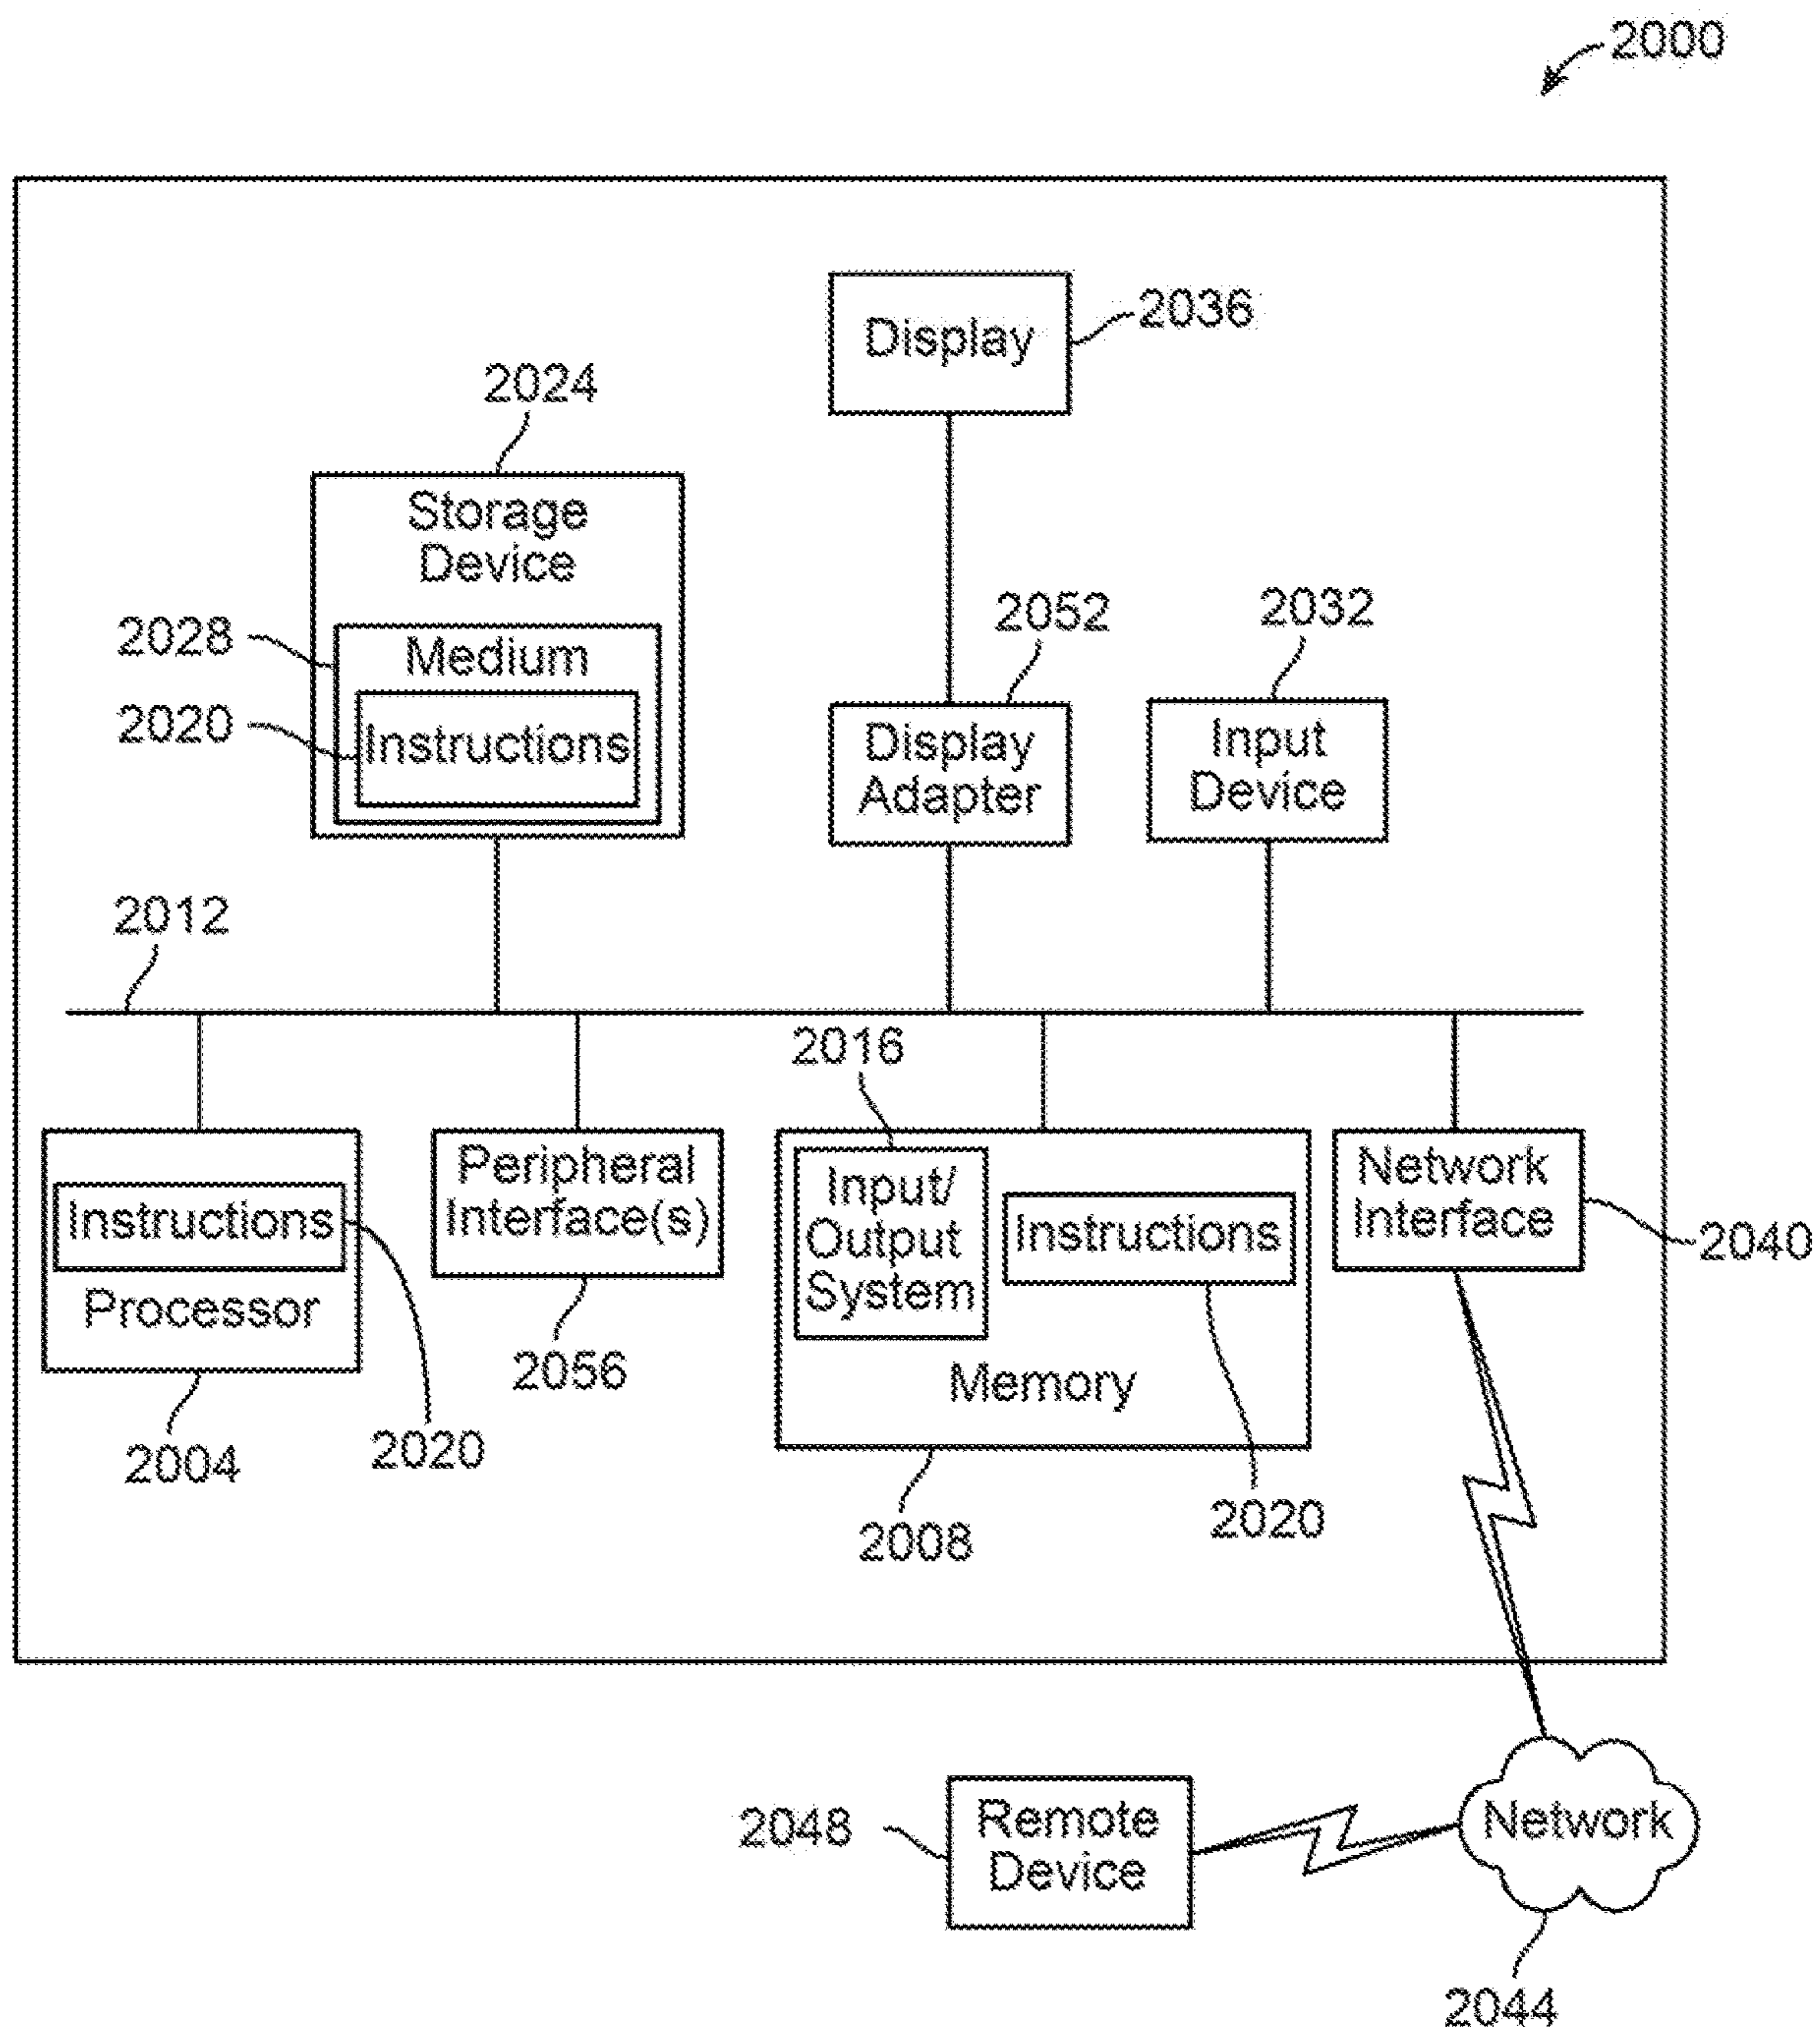 2000
Display
2036
2024
Storage
Device
2028
Medium
2020
Instructions
2052
Display
Adapter
2032
Input
Device
2012
Instructions
Processor
2004
2020
Peripheral
Interface(s)
2056
2016
Input/
Output
System
Instructions
Memory
2008
2020
Network
Interface
2040
2048
Remote
Device
Network
2044